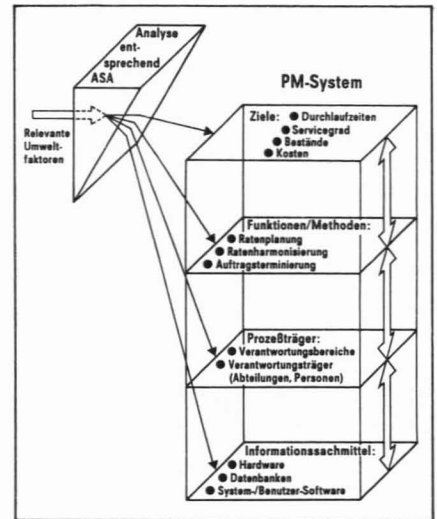 Analyse
ent-
sprechend
ASA
Relevante
Umwelt-
faktoren
PM-System
Ziele: ● Durchlaufzeiten
● Servicegrad
● Bestände
● Kosten
Funktionen/Methoden:
● Ratenplanung
● Ratenharmonisierung
● Auftragsterminierung
Prozeßträger:
● Verantwortungsbereiche
● Verantwortungsträger
(Abteilungen, Personen)
Informationssachmittel:
● Hardware
● Datenbanken
● System-/Benutzer-Software